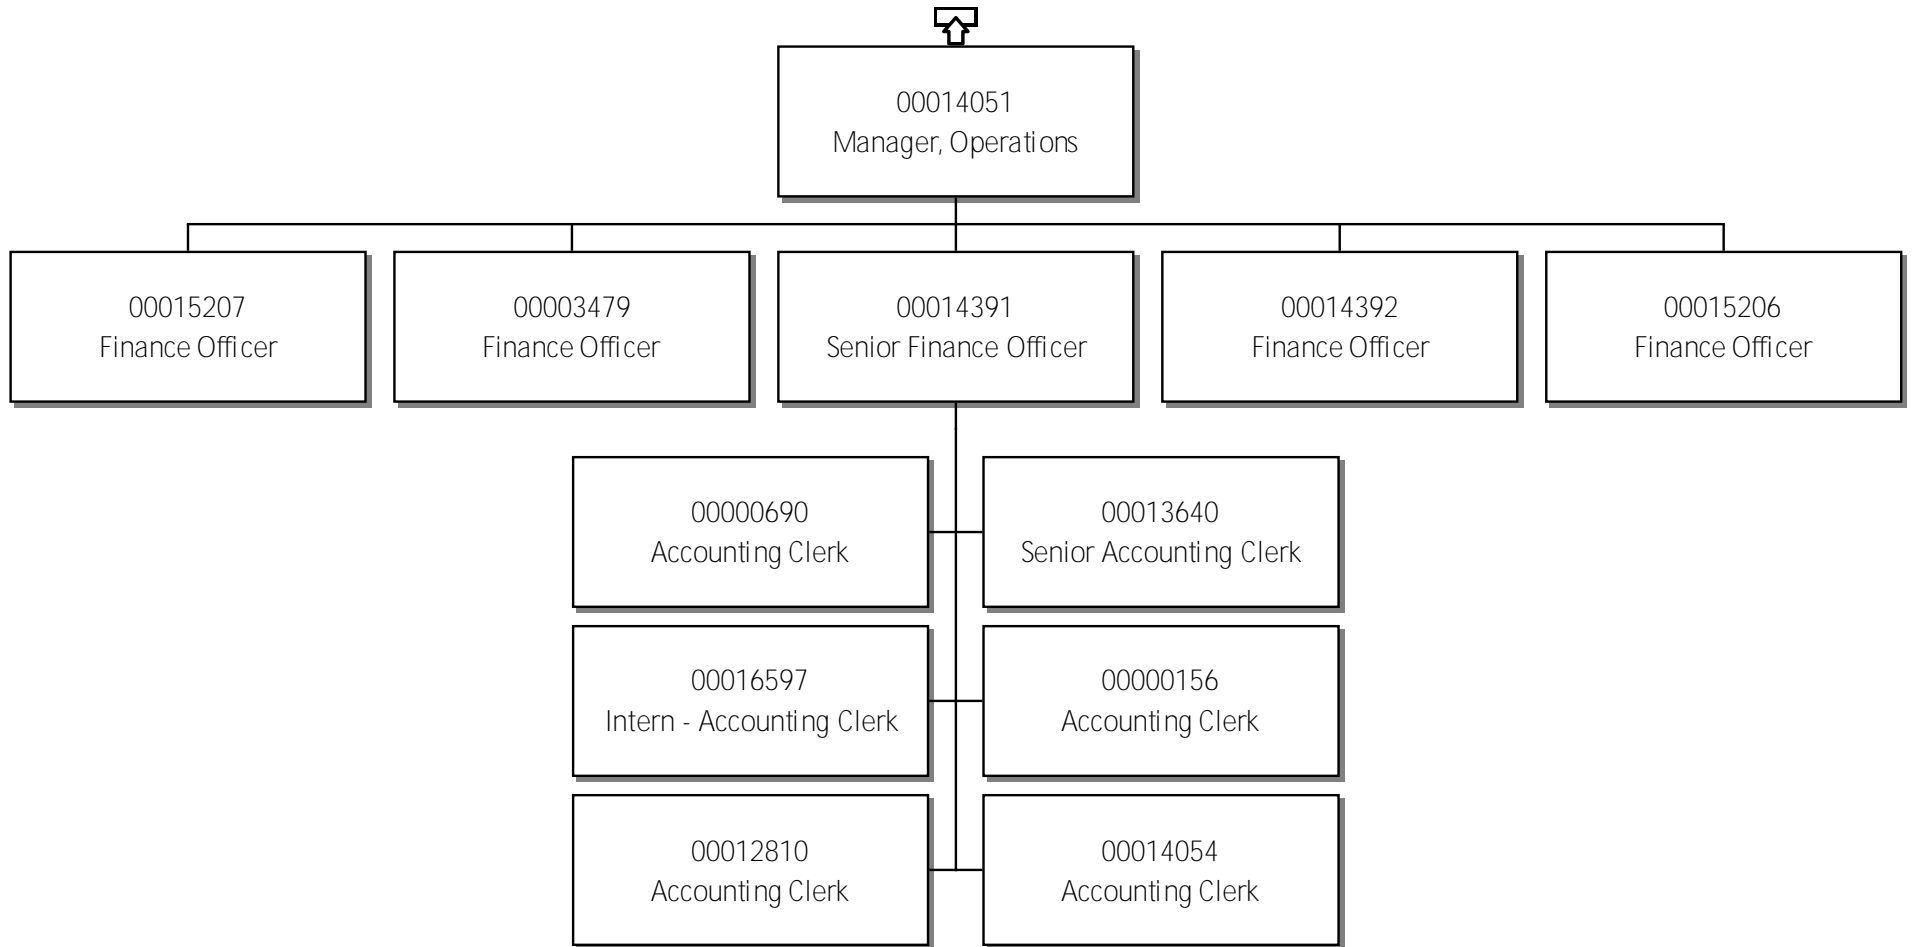 00014051
Manager, Operations
00015207
Finance Officer
00003479
Finance Officer
00014391
Senior Finance Officer
00014392
Finance Officer
00015206
Finance Officer
00000690
Accounting Clerk
00013640
Senior Accounting Clerk
00016597
Intern - Accounting Clerk
00000156
Accounting Clerk
00012810
Accounting Clerk
00014054
Accounting Clerk